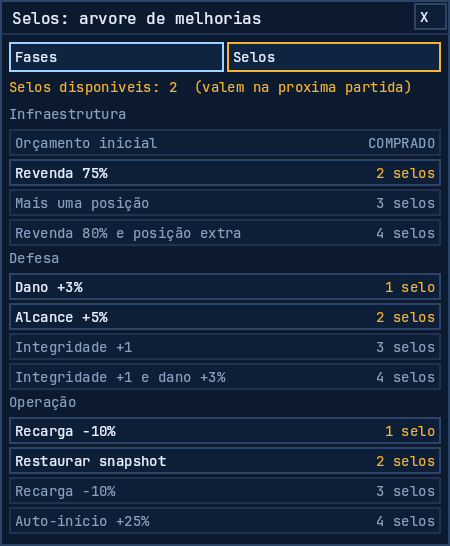 Selos: arvore de melhorias X
Fases Selos
Selos disponiveis: 2 (valem na proxima partida)
Infraestrutura
Orçamento inicial COMPRADO
Revenda 75% 2 selos
Mais uma posição 3 selos
Revenda 80% e posição extra 4 selos
Defesa
Dano +3% 1 selo
Alcance +5% 2 selos
Integridade +1 3 selos
Integridade +1 e dano +3% 4 selos
Operação
Recarga -10% 1 selo
Restaurar snapshot 2 selos
Recarga -10% 3 selos
Auto-início +25% 4 selos